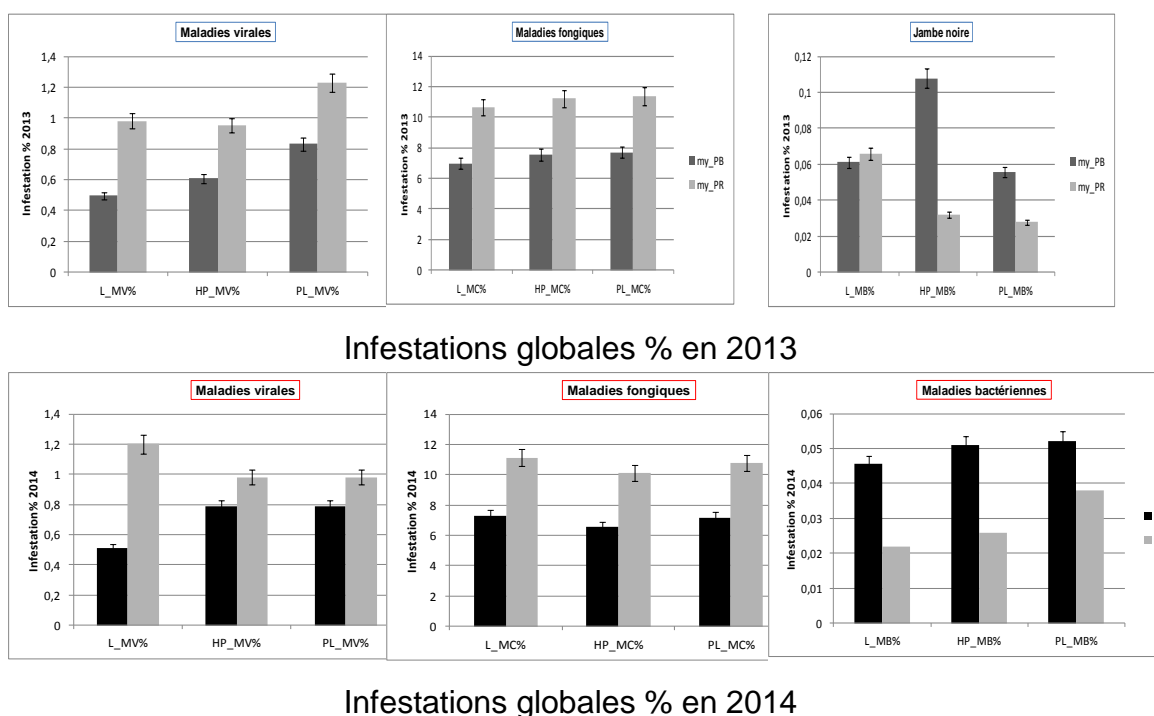 Maladies virales
Infestation % 2013
1,4
1,2
1
0,8
0,6
0,4
0,2
0
L_MV% HP_MV% PL_MV%
Maladies fongiques
Infestation % 2013
14
12
10
8
6
4
2
0
L_MC% HP_MC% PL_MC%
my_PB
my_PR
Jambe noire
Infestation % 2013
0,12
0,1
0,08
0,06
0,04
0,02
0
L_MB% HP_MB% PL_MB%
my_PB
my_PR
Infestations globales % en 2013
Maladies virales
Infestation% 2014
1,4
1,2
1
0,8
0,6
0,4
0,2
0
L_MV% HP_MV% PL_MV%
Maladies fongiques
Infestation% 2014
14
12
10
8
6
4
2
0
L_MC% HP_MC% PL_MC%
Maladies bactériennes
Infestation % 2014
0,06
0,05
0,04
0,03
0,02
0,01
0
L_MB% HP_MB% PL_MB%
Infestations globales % en 2014